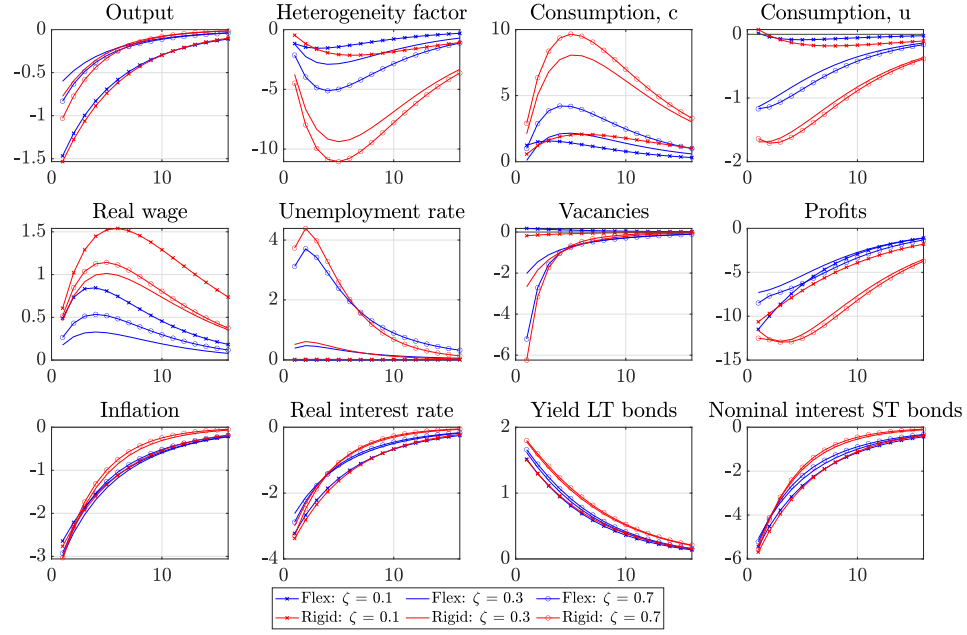 Output Heterogeneity factor Consumption, c Consumption, u
0 0 10 0
-0.5 -5 5 -1
-1 -10
-1.5 0 -2
0 10 0 10 0 10 0 10
Real wage Unemployment rate Vacancies Profits
1.5 4 0 0
1 -2 -5
0.5 2 -4 -10
0 0 -6 -15
0 10 0 10 0 10 0 10
Inflation Real interest rate Yield LT bonds Nominal interest ST bonds
0 0 2 0
-1 -2
-2 -2 1 -4
-3 -4 0 -6
0 10 0 10 0 10 0 10
Flex: ζ = 0.1 Flex: ζ = 0.3 Flex: ζ = 0.7
Rigid: ζ = 0.1 Rigid: ζ = 0.3 Rigid: ζ = 0.7